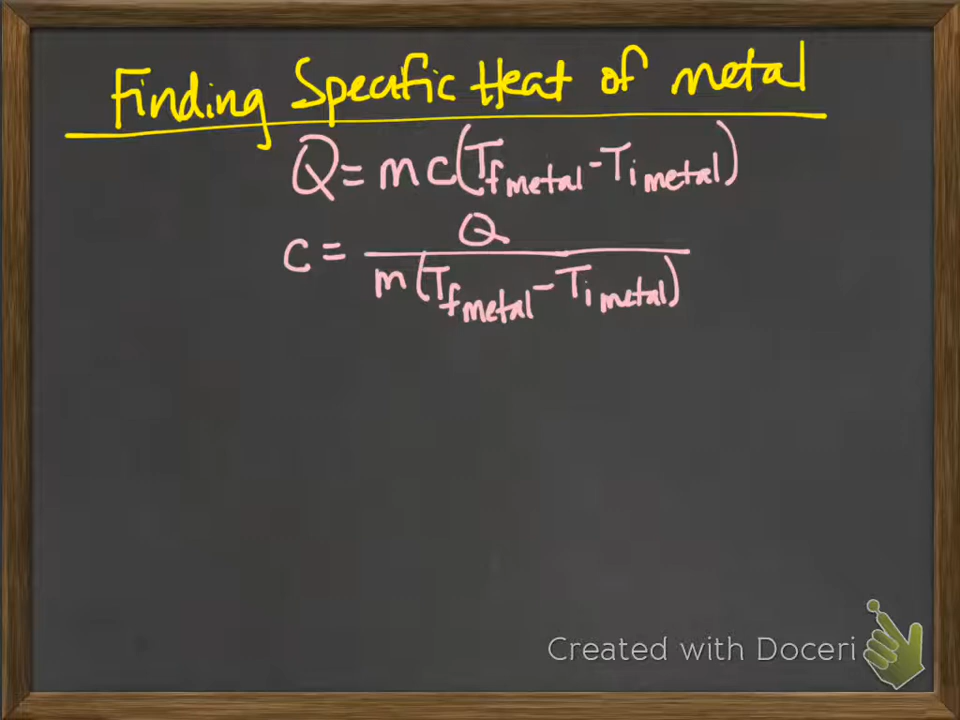 Finding Specific Heat of metal
Q = mc(Tf metal - Ti metal)
c = Q / m(Tf metal - Ti metal)
Created with Doceri